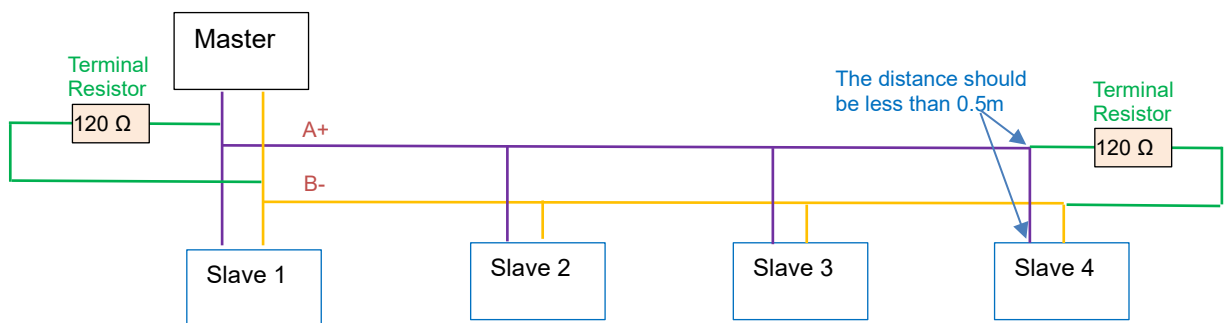 Master
Terminal
Resistor
120 Ω
The distance should
be less than 0.5m
Terminal
Resistor
120 Ω
A+
B-
Slave 1
Slave 2
Slave 3
Slave 4